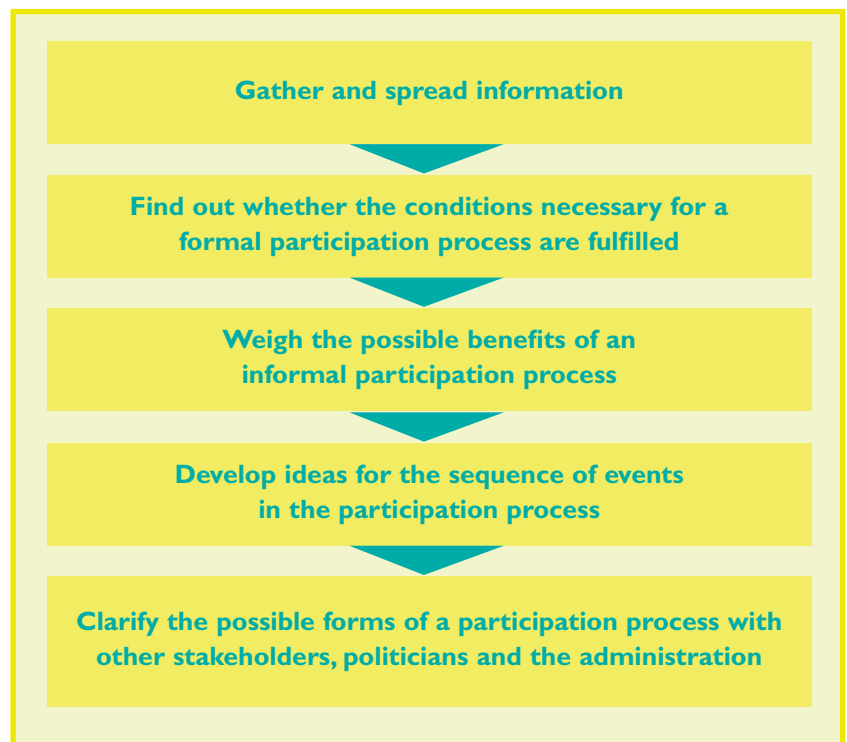 Gather and spread information
Find out whether the conditions necessary for a
formal participation process are fulfilled
Weigh the possible benefits of an
informal participation process
Develop ideas for the sequence of events
in the participation process
Clarify the possible forms of a participation process with
other stakeholders, politicians and the administration